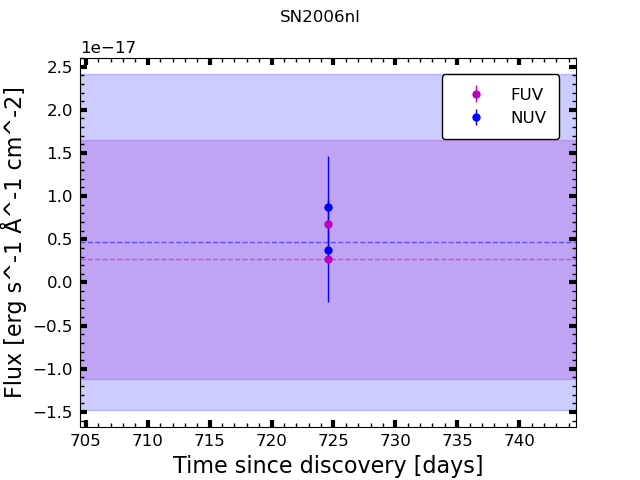 SN2006nl
1e−17
2.5
2.0
1.5
1.0
0.5
0.0
−0.5
−1.0
−1.5
Flux [erg s^-1 Å^-1 cm^-2]
FUV
NUV
705 710 715 720 725 730 735 740
Time since discovery [days]